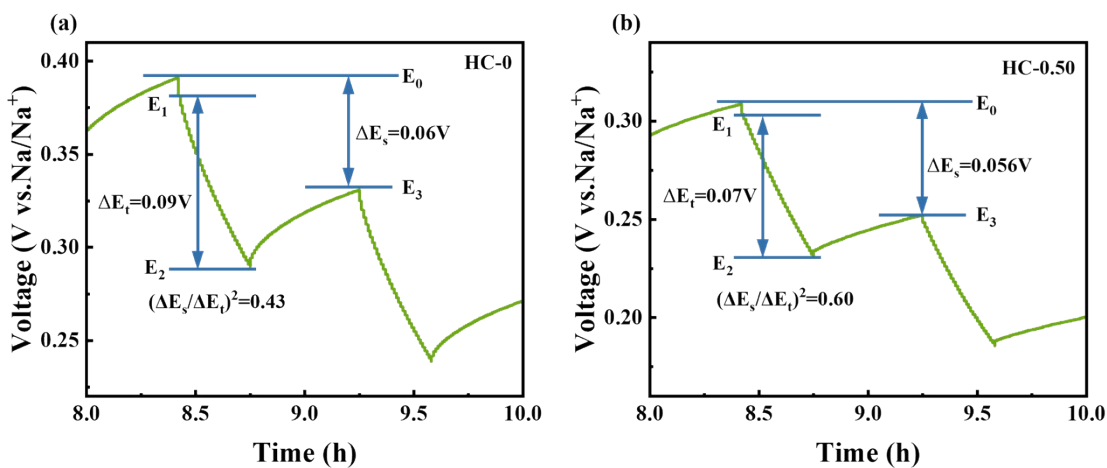 (a)
HC-0
E₀
E₁
ΔEₛ=0.06V
E₃
ΔEₜ=0.09V
E₂
(ΔEₛ/ΔEₜ)²=0.43
0.40
0.35
0.30
0.25
Voltage (V vs.Na/Na⁺)
8.0 8.5 9.0 9.5 10.0
Time (h)
(b)
HC-0.50
E₀
E₁
ΔEₛ=0.056V
ΔEₜ=0.07V
E₃
E₂
(ΔEₛ/ΔEₜ)²=0.60
0.30
0.25
0.20
Voltage (V vs.Na/Na⁺)
8.0 8.5 9.0 9.5 10.0
Time (h)